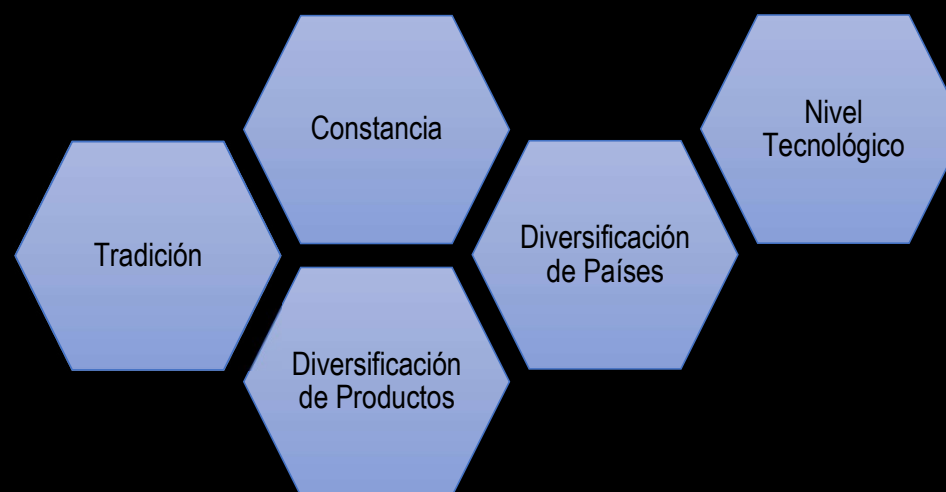 Constancia
Nivel
Tecnológico
Tradición
Diversificación
de Países
Diversificación
de Productos